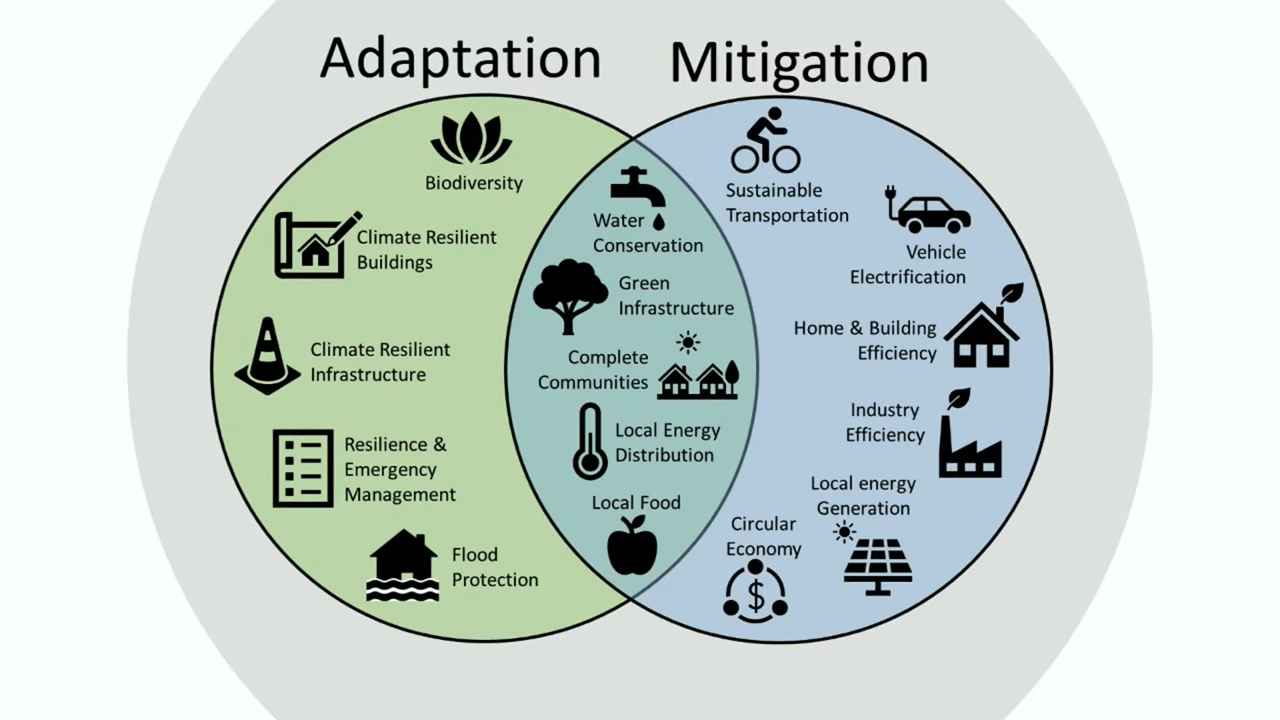 Adaptation
Mitigation
Biodiversity
Climate Resilient
Buildings
Climate Resilient
Infrastructure
Resilience &
Emergency
Management
Flood
Protection
Water
Conservation
Green
Infrastructure
Complete
Communities
Local Energy
Distribution
Local Food
Sustainable
Transportation
Vehicle
Electrification
Home & Building
Efficiency
Industry
Efficiency
Local energy
Generation
Circular
Economy
$